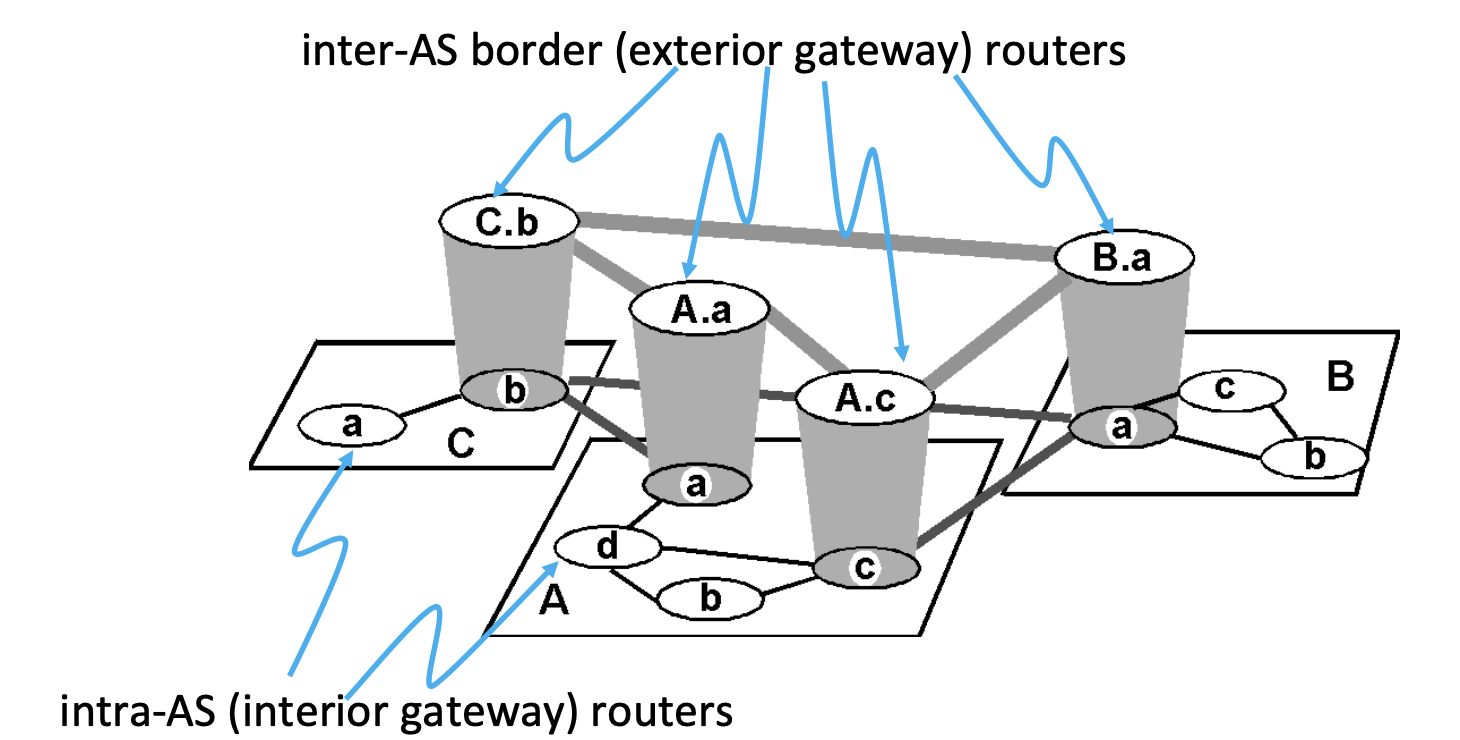 inter-AS border (exterior gateway) routers
C.b
B.a
A.a
A.c
b
c
B
a
C
a
b
a
d
c
A
b
intra-AS (interior gateway) routers